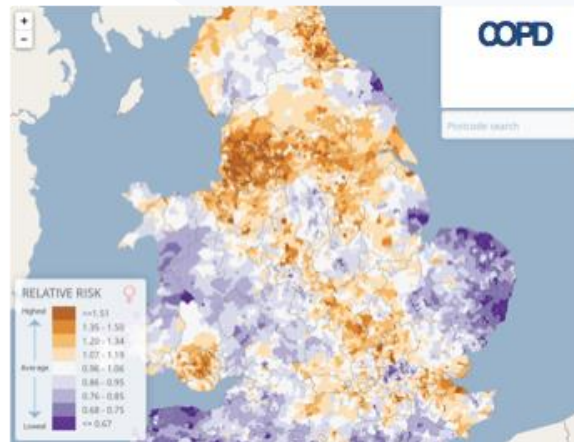 +
−
COPD
Postcode search
RELATIVE RISK
Highest
Average
Lowest
>=1.51
1.35 - 1.50
1.20 - 1.34
1.07 - 1.19
0.96 - 1.06
0.86 - 0.95
0.76 - 0.85
0.68 - 0.75
<= 0.67